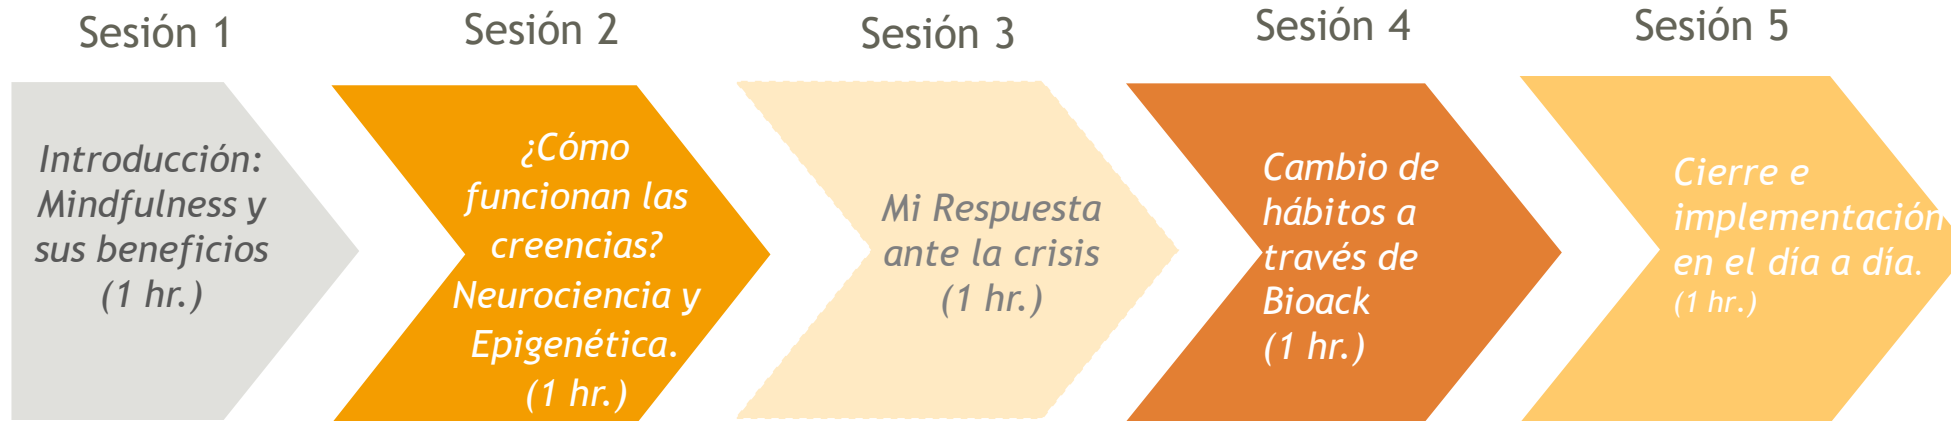 Sesión 1
Introducción:
Mindfulness y
sus beneficios
(1 hr.)
Sesión 2
¿Cómo
funcionan las
creencias?
Neurociencia y
Epigenética.
(1 hr.)
Sesión 3
Mi Respuesta
ante la crisis
(1 hr.)
Sesión 4
Cambio de
hábitos a
través de
Bioack
(1 hr.)
Sesión 5
Cierre e
implementación
en el día a día.
(1 hr.)